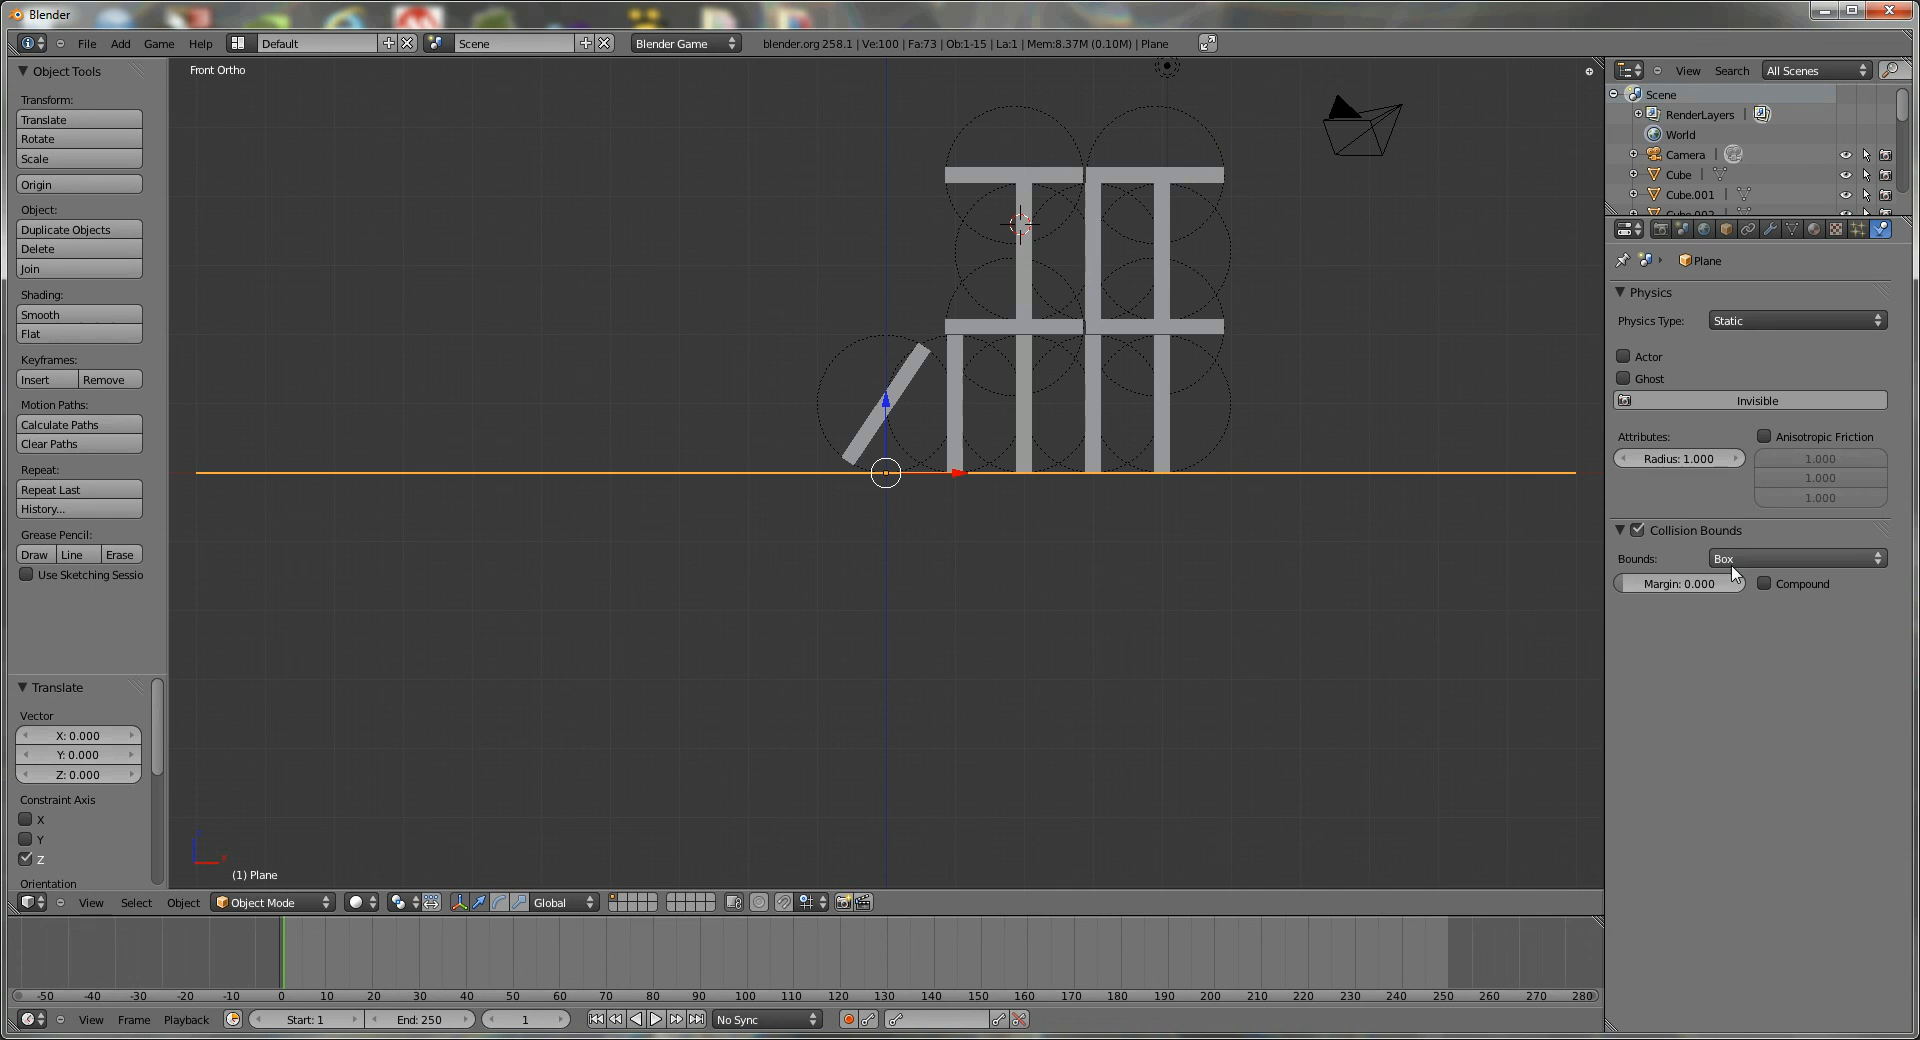 Blender
File Add Game Help Default Scene Blender Game blender.org 258.1 | Ve:100 | Fa:73 | Ob:1-15 | La:1 | Mem:8.37M (0.10M) | Plane
Object Tools
Transform:
Translate
Rotate
Scale
Origin
Object:
Duplicate Objects
Delete
Join
Shading:
Smooth
Flat
Keyframes:
Insert Remove
Motion Paths:
Calculate Paths
Clear Paths
Repeat:
Repeat Last
History...
Grease Pencil:
Draw Line Erase
Use Sketching Sessio
Translate
Vector
X: 0.000
Y: 0.000
Z: 0.000
Constraint Axis
X
Y
Z
Orientation
Front Ortho
(1) Plane
View Select Object Object Mode Global
View Search All Scenes
Scene
RenderLayers |
World
Camera |
Cube |
Cube.001 |
Cube.002
Plane
Physics
Physics Type: Static
Actor
Ghost
Invisible
Attributes: Anisotropic Friction
Radius: 1.000 1.000
1.000
1.000
Collision Bounds
Bounds: Box
Margin: 0.000 Compound
-50 -40 -30 -20 -10 0 10 20 30 40 50 60 70 80 90 100 110 120 130 140 150 160 170 180 190 200 210 220 230 240 250 260 270 280
View Frame Playback Start: 1 End: 250 1 No Sync